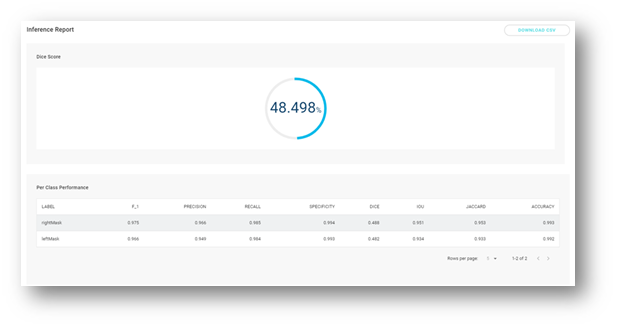 Inference Report
DOWNLOAD CSV
Dice Score
48.498%
Per Class Performance
LABEL F_1 PRECISION RECALL SPECIFICITY DICE IOU JACCARD ACCURACY
rightMask 0.975 0.966 0.985 0.994 0.488 0.951 0.953 0.993
leftMask 0.966 0.949 0.984 0.993 0.482 0.934 0.933 0.992
Rows per page: 1-2 of 2